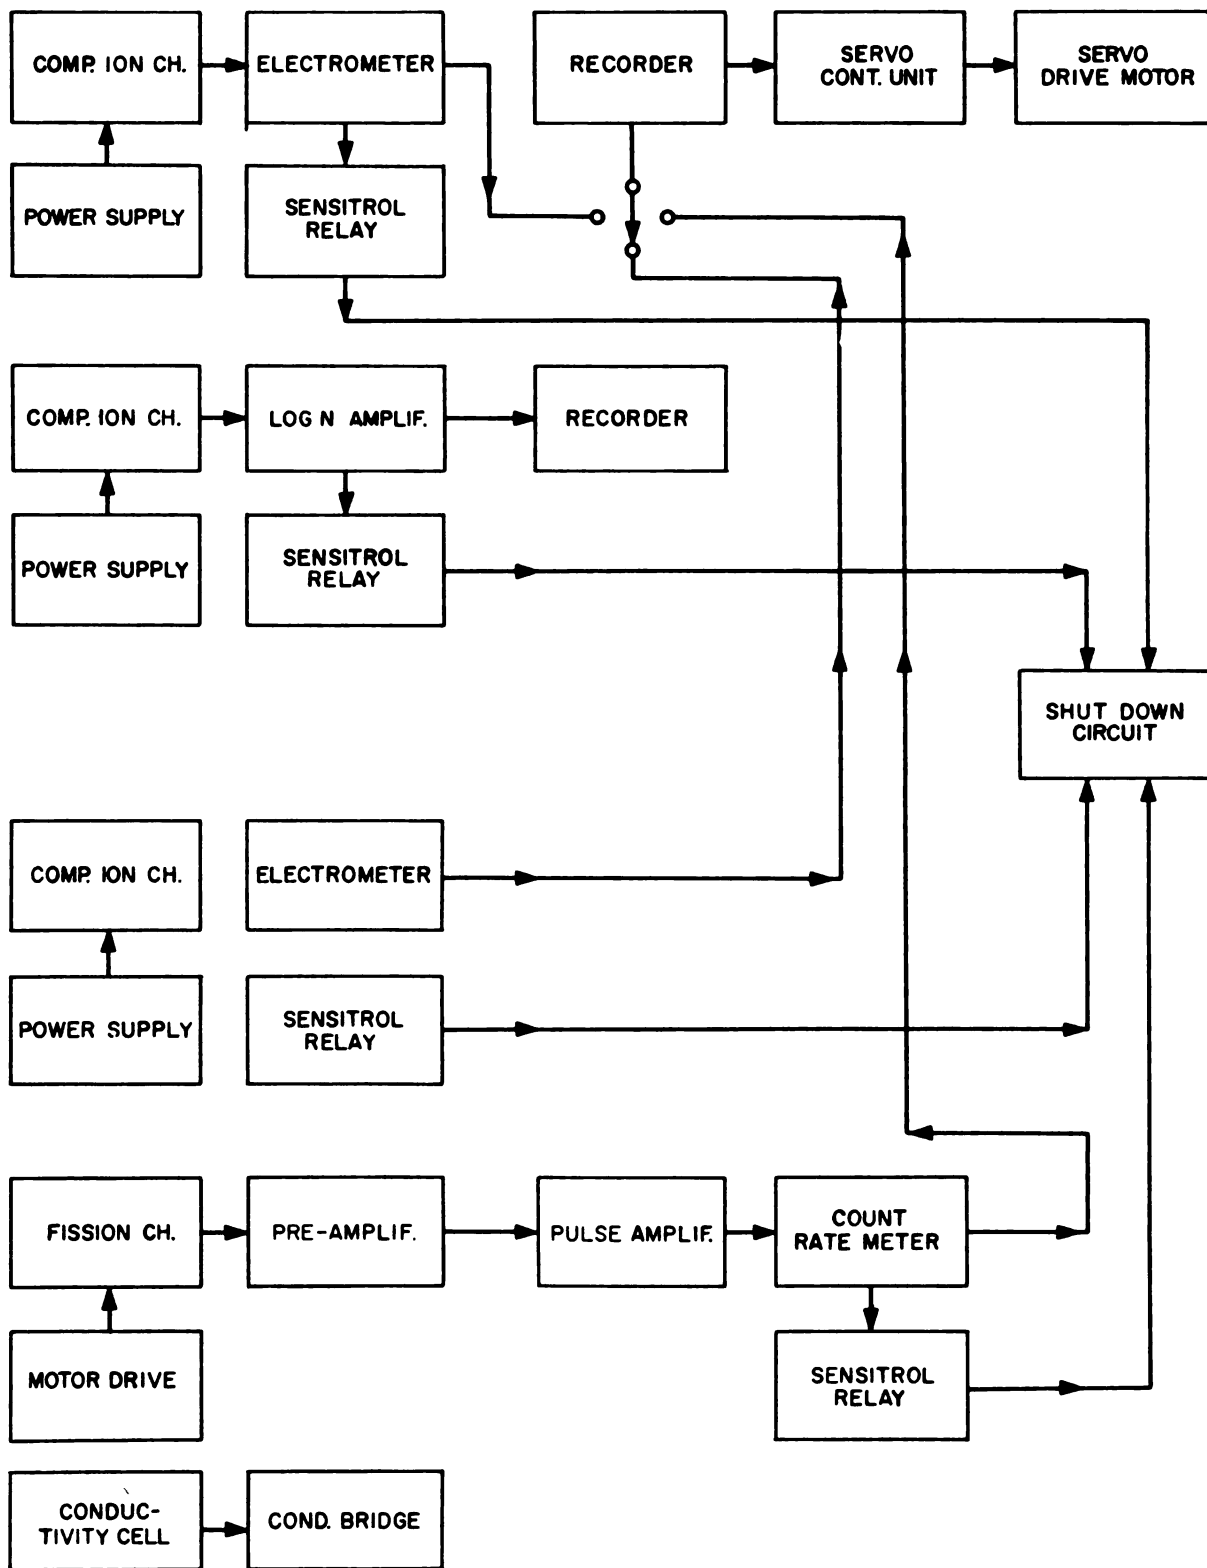 COMP. ION CH.
ELECTROMETER
RECORDER
SERVO
CONT. UNIT
SERVO
DRIVE MOTOR
POWER SUPPLY
SENSITROL
RELAY
COMP. ION CH.
LOG N AMPLIF.
RECORDER
POWER SUPPLY
SENSITROL
RELAY
SHUT DOWN
CIRCUIT
COMP. ION CH.
ELECTROMETER
POWER SUPPLY
SENSITROL
RELAY
FISSION CH.
PRE-AMPLIF.
PULSE AMPLIF.
COUNT
RATE METER
MOTOR DRIVE
SENSITROL
RELAY
CONDUC-
TIVITY CELL
COND. BRIDGE